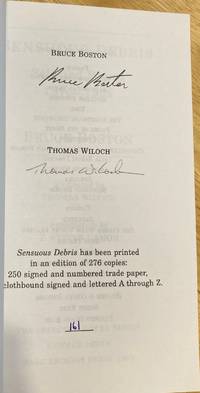 BRUCE BOSTON
Bruce Boston
THOMAS WILOCH
Thomas Wiloch
Sensuous Debris has been printed
in an edition of 276 copies:
250 signed and numbered trade paper,
clothbound signed and lettered A through Z.
161